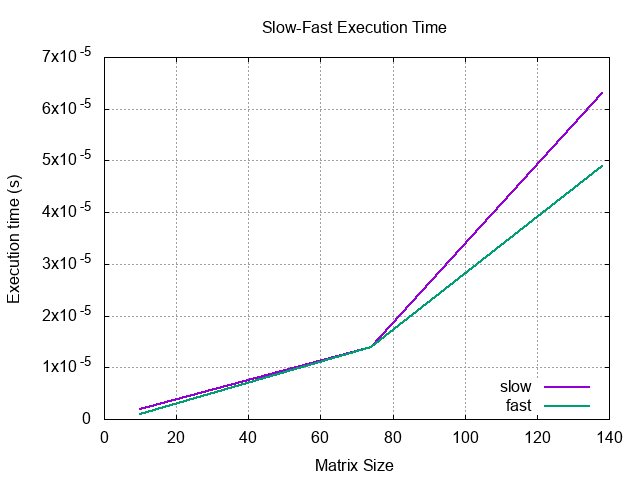 Slow-Fast Execution Time
7x10^-5
6x10^-5
5x10^-5
4x10^-5
3x10^-5
2x10^-5
1x10^-5
0
Execution time (s)
slow
fast
0 20 40 60 80 100 120 140
Matrix Size